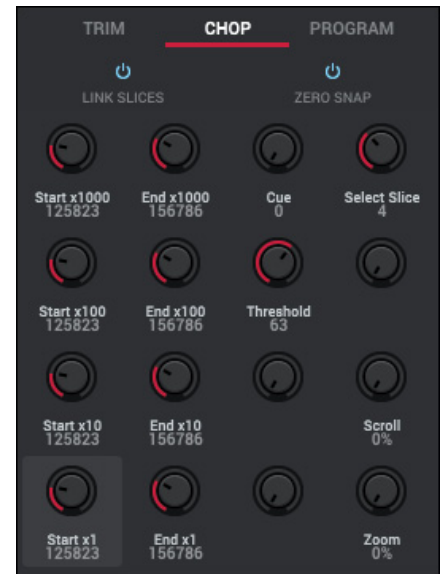 TRIM CHOP PROGRAM
LINK SLICES ZERO SNAP
Start x1000 End x1000 Cue Select Slice
125823 156786 0 4
Start x100 End x100 Threshold
125823 156786 63
Start x10 End x10 Scroll
125823 156786 0%
Start x1 End x1 Zoom
125823 156786 0%